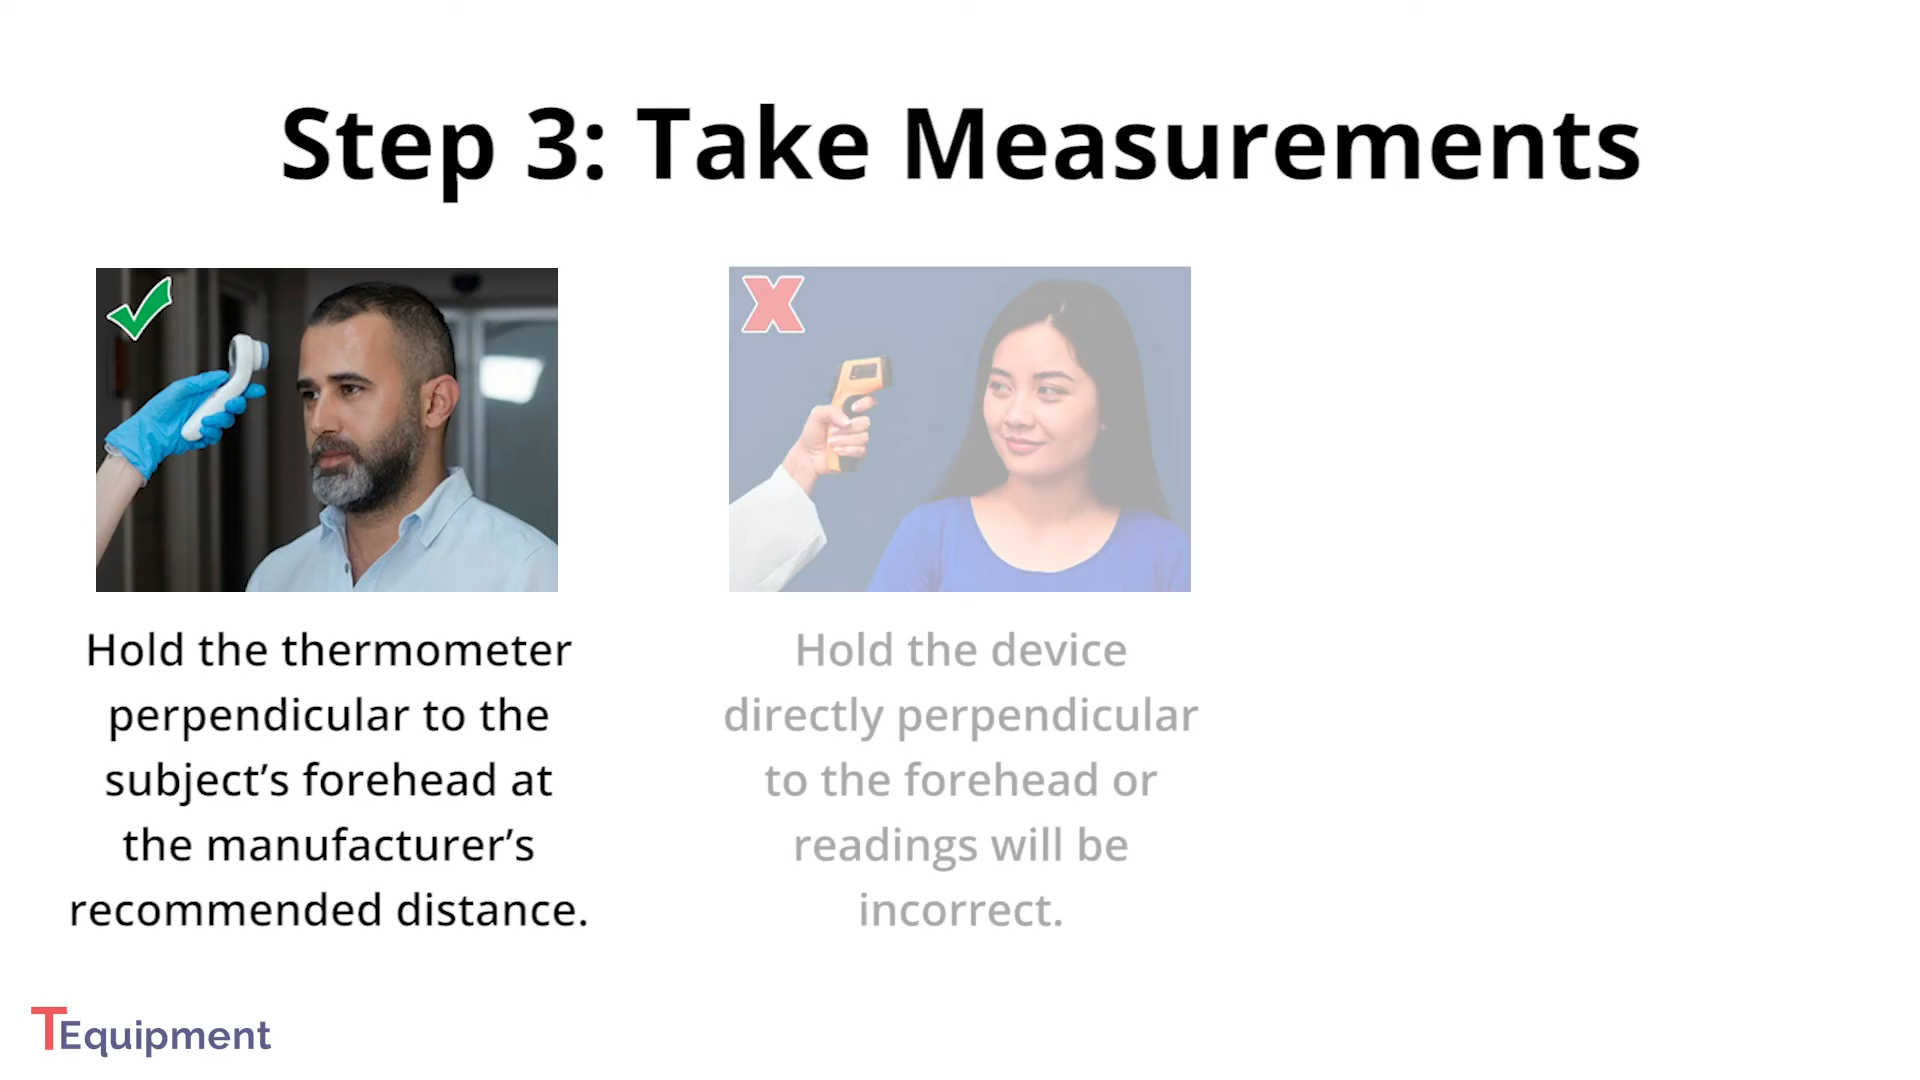 Step 3: Take Measurements
Hold the thermometer
perpendicular to the
subject’s forehead at
the manufacturer’s
recommended distance.
Hold the device
directly perpendicular
to the forehead or
readings will be
incorrect.
TEquipment